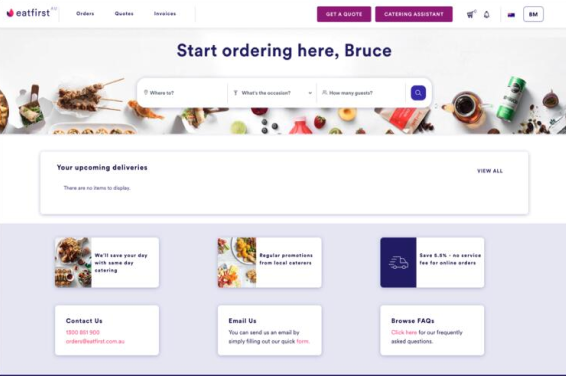 eatfirst AU
Orders
Quotes
Invoices
GET A QUOTE
CATERING ASSISTANT
BM
Start ordering here, Bruce
Where to?
What's the occasion?
How many guests?
Your upcoming deliveries
VIEW ALL
There are no items to display.
We'll save your day
with same day
catering
Regular promotions
from local caterers
Save 6.6% - no service
fee for online orders
Contact Us
1300 601 900
orders@eatfirst.com.au
Email Us
You can send us an email by
simply filling out our quick form
Browse FAQs
Click here for our frequently
asked questions.